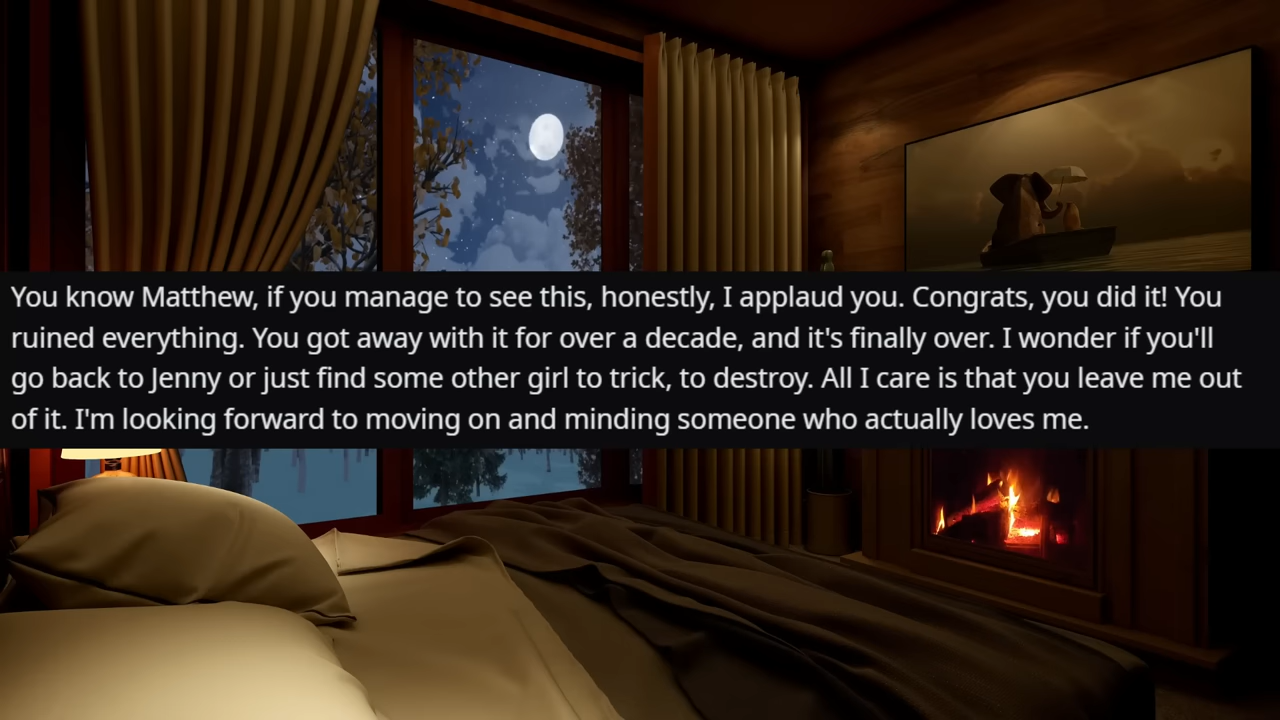 You know Matthew, if you manage to see this, honestly, I applaud you. Congrats, you did it! You
ruined everything. You got away with it for over a decade, and it's finally over. I wonder if you'll
go back to Jenny or just find some other girl to trick, to destroy. All I care is that you leave me out
of it. I'm looking forward to moving on and minding someone who actually loves me.